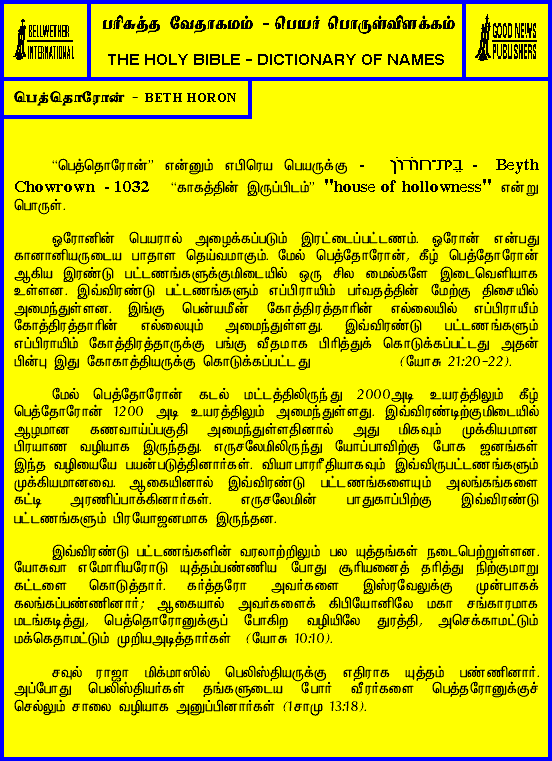 BELLWETHER
INTERNATIONAL
பரிசுத்த வேதாகமம் - பெயர் பொருள்விளக்கம்
THE HOLY BIBLE - DICTIONARY OF NAMES
GOOD NEWS
PUBLISHERS
பெத்தொரோன் - BETH HORON
“பெத்தொரோன்” என்னும் எபிரெய பெயருக்கு - בֵּית־חוֹרוֹן - Beyth
Chowrown - 1032 “காகத்தின் இருப்பிடம்” "house of hollowness" என்று
பொருள்.
ஒரோனின் பெயரால் அழைக்கப்படும் இரட்டைப்பட்டணம். ஒரோன் என்பது
கானானியருடைய பாதாள தெய்வமாகும். மேல் பெத்தோரோன், கீழ் பெத்தோரோன்
ஆகிய இரண்டு பட்டணங்களுக்குமிடையில் ஒரு சில மைல்களே இடைவெளியாக
உள்ளன. இவ்விரண்டு பட்டணங்களும் எப்பிராயிம் பர்வதத்தின் மேற்கு திசையில்
அமைந்துள்ளன. இங்கு பென்யமீன் கோத்திரத்தாரின் எல்லையில் எப்பிராயீம்
கோத்திரத்தாரின் எல்லையும் அமைந்துள்ளது. இவ்விரண்டு பட்டணங்களும்
எப்பிராயிம் கோத்திரத்தாருக்கு பங்கு வீதமாக பிரித்துக் கொடுக்கப்பட்டது அதன்
பின்பு இது கோகாத்தியருக்கு கொடுக்கப்பட்டது (யோசு 21:20-22).
மேல் பெத்தோரோன் கடல் மட்டத்திலிருந்து 2000அடி உயரத்திலும் கீழ்
பெத்தோரோன் 1200 அடி உயரத்திலும் அமைந்துள்ளது. இவ்விரண்டிற்குமிடையில்
ஆழமான கணவாய்ப்பகுதி அமைந்துள்ளதினால் அது மிகவும் முக்கியமான
பிரயாண வழியாக இருந்தது. எருசலேமிலிருந்து யோப்பாவிற்கு போக ஜனங்கள்
இந்த வழியையே பயன்படுத்தினார்கள். வியாபாரரீதியாகவும் இவ்விருபட்டணங்களும்
முக்கியமானவை. ஆகையினால் இவ்விரண்டு பட்டணங்களையும் அலங்கங்களை
கட்டி அரணிப்பாக்கினார்கள். எருசலேமின் பாதுகாப்பிற்கு இவ்விரண்டு
பட்டணங்களும் பிரயோஜனமாக இருந்தன.
இவ்விரண்டு பட்டணங்களின் வரலாற்றிலும் பல யுத்தங்கள் நடைபெற்றுள்ளன.
யோசுவா எமோரியரோடு யுத்தம்பண்ணிய போது சூரியனைத் தரித்து நிற்குமாறு
கட்டளை கொடுத்தார். கர்த்தரோ அவர்களை இஸ்ரவேலுக்கு முன்பாகக்
கலங்கப்பண்ணினார்; ஆகையால் அவர்களைக் கிபியோனிலே மகா சங்காரமாக
மடங்கடித்து, பெத்தொரோனுக்குப் போகிற வழியிலே துரத்தி, அசெக்காமட்டும்
மக்கெதாமட்டும் முறியஅடித்தார்கள் (யோசு 10:10).
சவுல் ராஜா மிக்மாஸில் பெலிஸ்தியருக்கு எதிராக யுத்தம் பண்ணினார்.
அப்போது பெலிஸ்தியர்கள் தங்களுடைய போர் வீரர்களை பெத்தரோனுக்குச்
செல்லும் சாலை வழியாக அனுப்பினார்கள் (1சாமு 13:18).